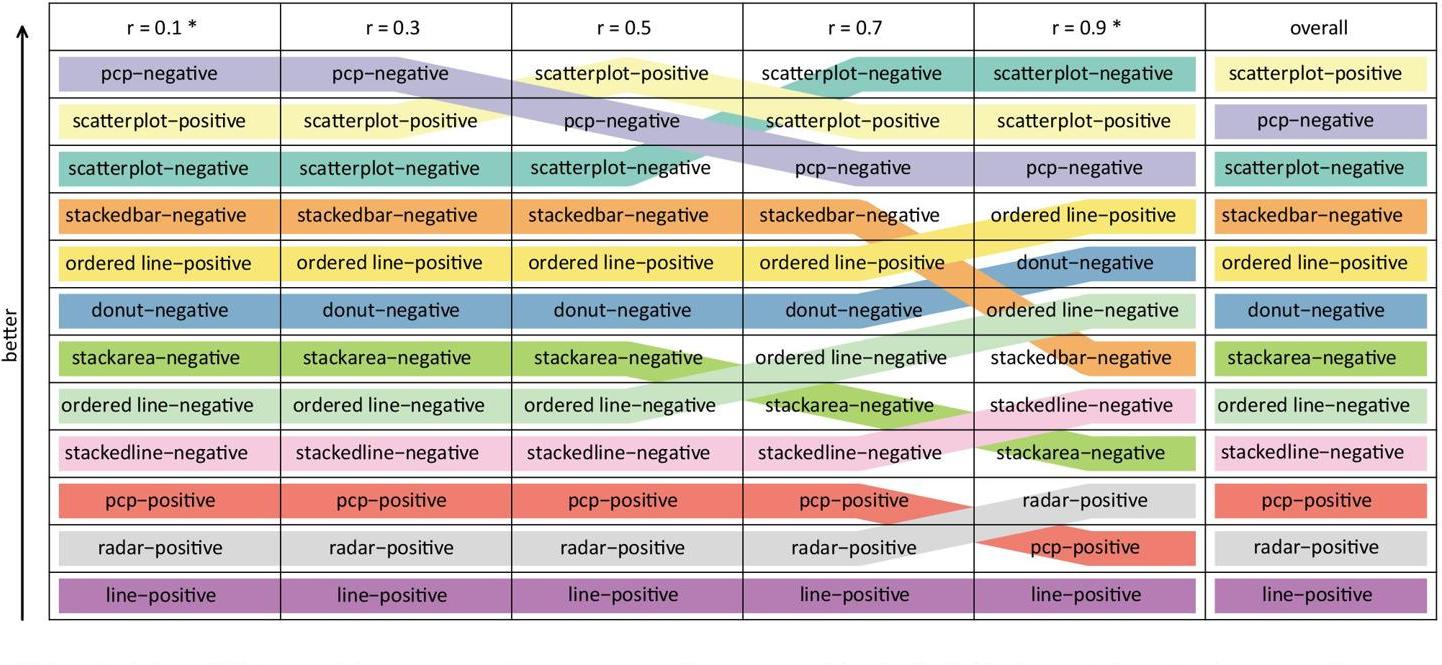 r = 0.1 * r = 0.3 r = 0.5 r = 0.7 r = 0.9 * overall
pcp−negative pcp−negative scatterplot−positive scatterplot−negative scatterplot−negative scatterplot−positive
scatterplot−positive scatterplot−positive pcp−negative scatterplot−positive scatterplot−positive pcp−negative
scatterplot−negative scatterplot−negative scatterplot−negative pcp−negative pcp−negative scatterplot−negative
stackedbar−negative stackedbar−negative stackedbar−negative stackedbar−negative ordered line−positive stackedbar−negative
ordered line−positive ordered line−positive ordered line−positive ordered line−positive donut−negative ordered line−positive
donut−negative donut−negative donut−negative donut−negative ordered line−negative donut−negative
stackarea−negative stackarea−negative stackarea−negative ordered line−negative stackedbar−negative stackarea−negative
ordered line−negative ordered line−negative ordered line−negative stackarea−negative stackedline−negative ordered line−negative
stackedline−negative stackedline−negative stackedline−negative stackedline−negative stackarea−negative stackedline−negative
pcp−positive pcp−positive pcp−positive pcp−positive radar−positive pcp−positive
radar−positive radar−positive radar−positive radar−positive pcp−positive radar−positive
line−positive line−positive line−positive line−positive line−positive line−positive
better